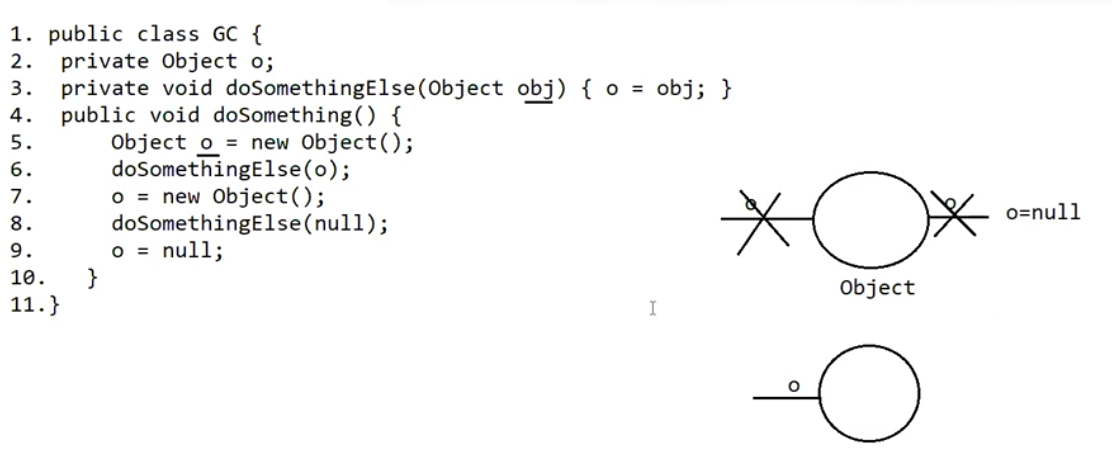 1. public class GC {
2. private Object o;
3. private void doSomethingElse(Object obj) { o = obj; }
4. public void doSomething() {
5. Object o = new Object();
6. doSomethingElse(o);
7. o = new Object();
8. doSomethingElse(null);
9. o = null;
10. }
11.}
o
o
o=null
Object
o